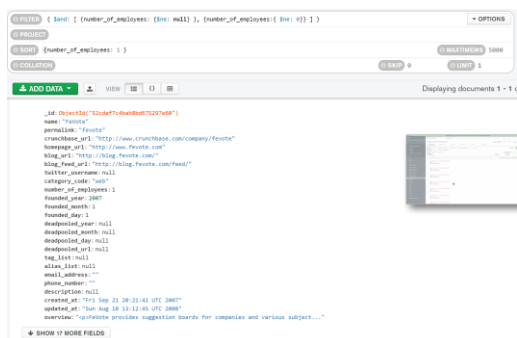 FILTER { $and: [ {number_of_employees: {$ne: null} }, {number_of_employees:{ $ne: 0}} ] } OPTIONS
PROJECT
SORT {number_of_employees: 1 } MAXTIMEMS 5000
COLLATION SKIP 0 LIMIT 1
ADD DATA VIEW {} Displaying documents 1 - 1
_id: ObjectId("52cdef7c4bab8bd675297e60")
name: "FeVote"
permalink: "fevote"
crunchbase_url: "http://www.crunchbase.com/company/fevote"
homepage_url: "http://www.fevote.com"
blog_url: "http://blog.fevote.com/"
blog_feed_url: "http://blog.fevote.com/feed/"
twitter_username: null
category_code: "web"
number_of_employees: 1
founded_year: 2007
founded_month: 1
founded_day: 1
deadpooled_year: null
deadpooled_month: null
deadpooled_day: null
deadpooled_url: null
tag_list: null
alias_list: null
email_address: ""
phone_number: ""
description: null
created_at: "Fri Sep 21 20:21:41 UTC 2007"
updated_at: "Sun Aug 10 13:12:45 UTC 2008"
overview: "<p>FeVote provides suggestion boards for companies and various subject..."
SHOW 17 MORE FIELDS